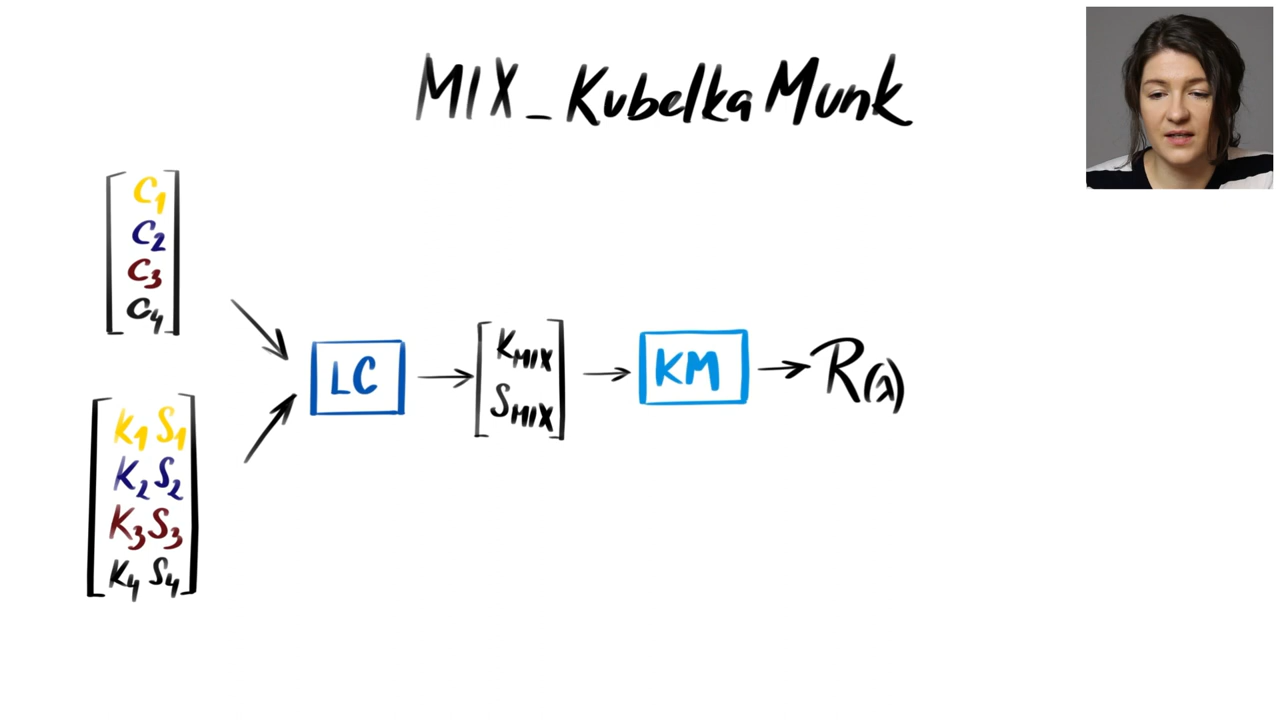 MIX_KubelkaMunk
C1
C2
C3
C4
K1 S1
K2 S2
K3 S3
K4 S4
LC
KMIX
SMIX
KM
R(λ)